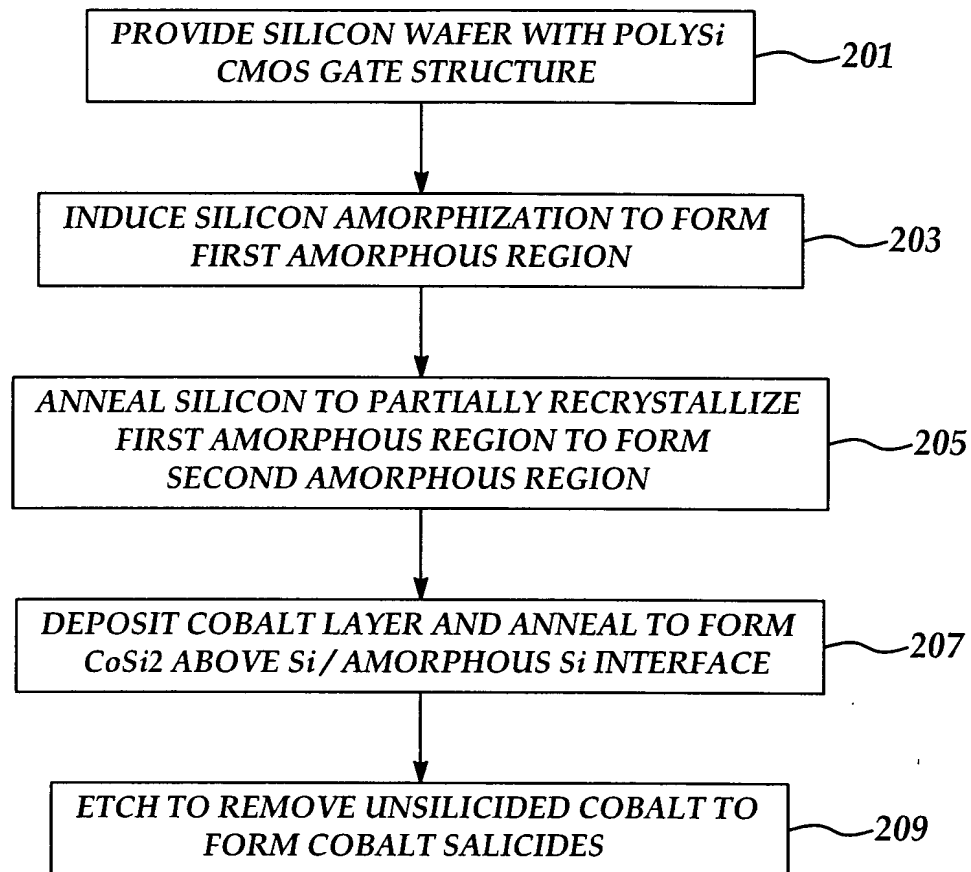 PROVIDE SILICON WAFER WITH POLYSi
CMOS GATE STRUCTURE
201
INDUCE SILICON AMORPHIZATION TO FORM
FIRST AMORPHOUS REGION
203
ANNEAL SILICON TO PARTIALLY RECRYSTALLIZE
FIRST AMORPHOUS REGION TO FORM
SECOND AMORPHOUS REGION
205
DEPOSIT COBALT LAYER AND ANNEAL TO FORM
CoSi2 ABOVE Si/AMORPHOUS Si INTERFACE
207
ETCH TO REMOVE UNSILICIDED COBALT TO
FORM COBALT SALICIDES
209